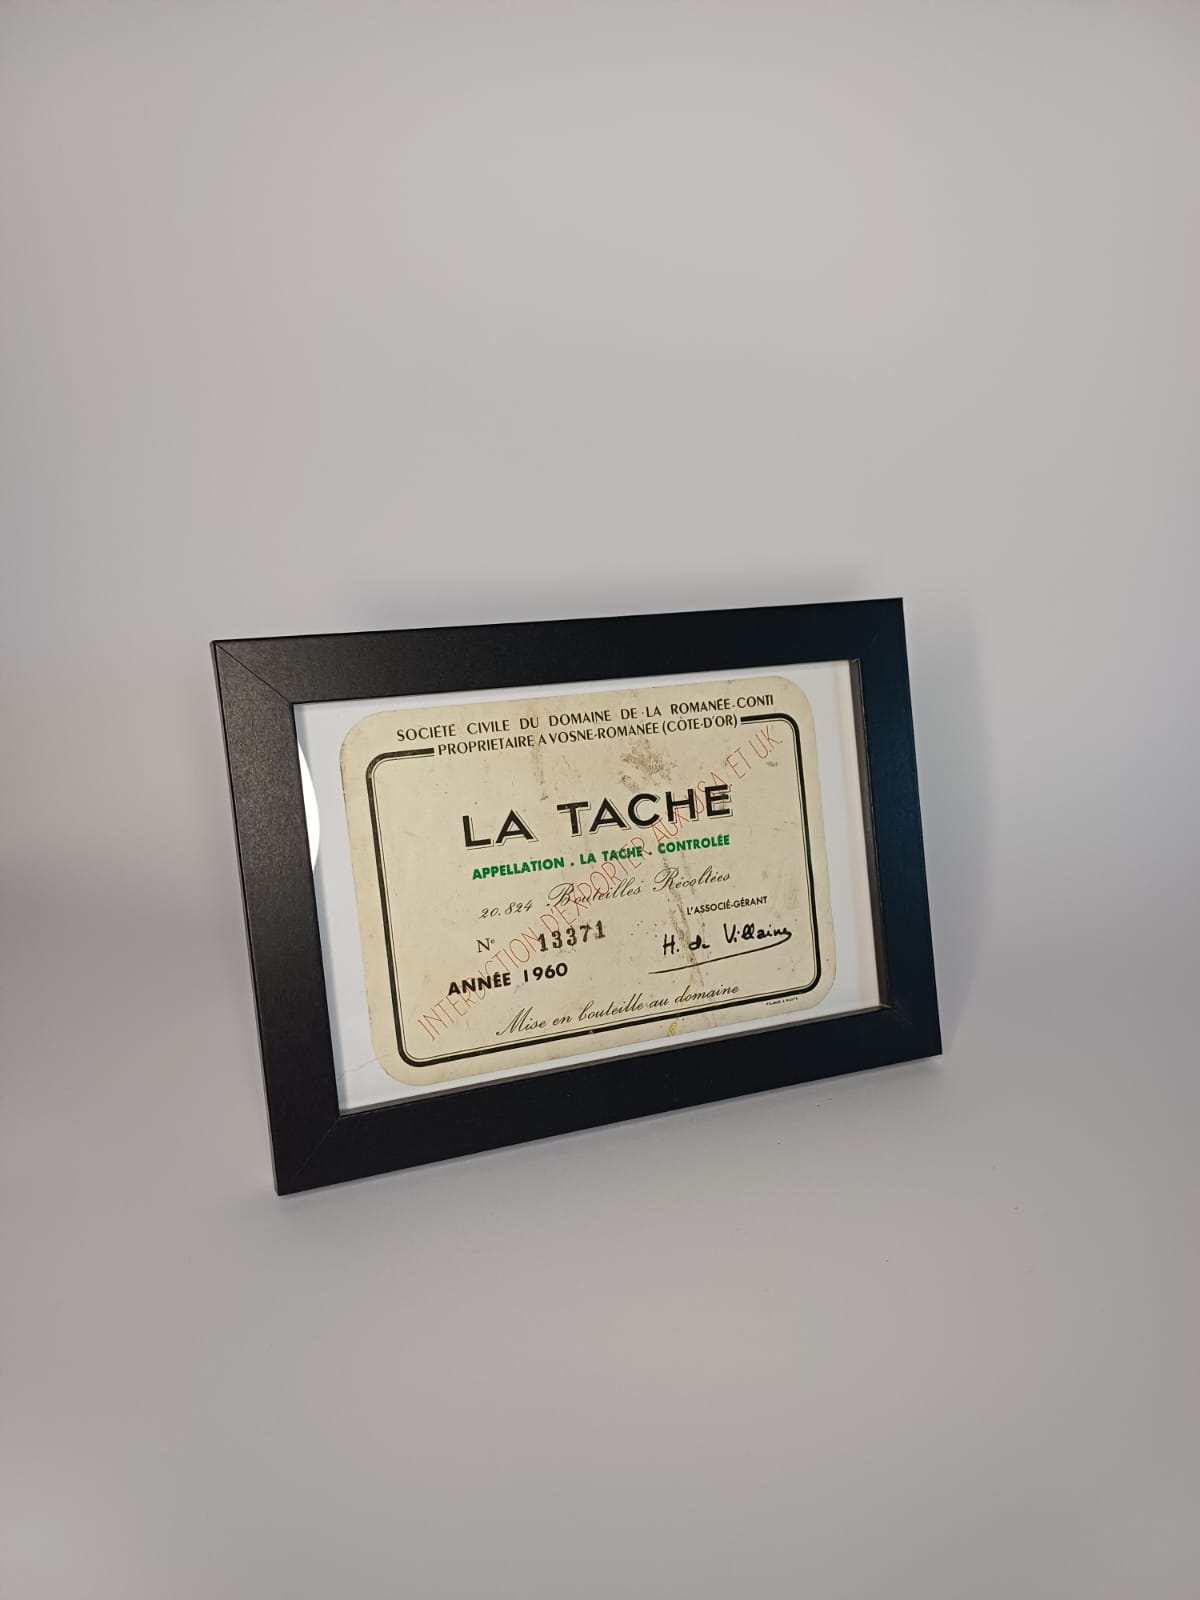 SOCIÉTÉ CIVILE DU DOMAINE DE LA ROMANÉE-CONTI
PROPRIETAIRE A VOSNE-ROMANÉE (CÔTE-D'OR)
LA TACHE
APPELLATION . LA TACHE . CONTROLÉE
20.824 Bouteilles Récoltées
L'ASSOCIÉ-GÉRANT
N° 13371
H. de Villaine
ANNÉE 1960
Mise en bouteille au domaine
INTERDICTION D'EXPORTER AUX U.S.A. ET U.K